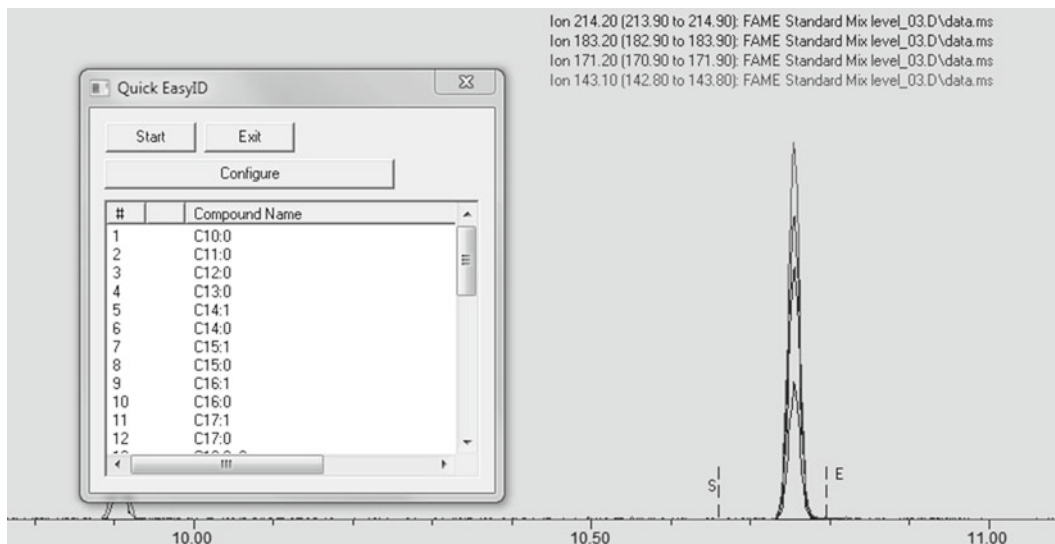 Ion 214.20 (213.90 to 214.90): FAME Standard Mix level_03.D\data.ms
Ion 183.20 (182.90 to 183.90): FAME Standard Mix level_03.D\data.ms
Ion 171.20 (170.90 to 171.90): FAME Standard Mix level_03.D\data.ms
Ion 143.10 (142.80 to 143.80): FAME Standard Mix level_03.D\data.ms
Quick EasyID
Start Exit
Configure
# Compound Name
1 C10:0
2 C11:0
3 C12:0
4 C13:0
5 C14:1
6 C14:0
7 C15:1
8 C15:0
9 C16:1
10 C16:0
11 C17:1
12 C17:0
S E
10.00 10.50 11.00